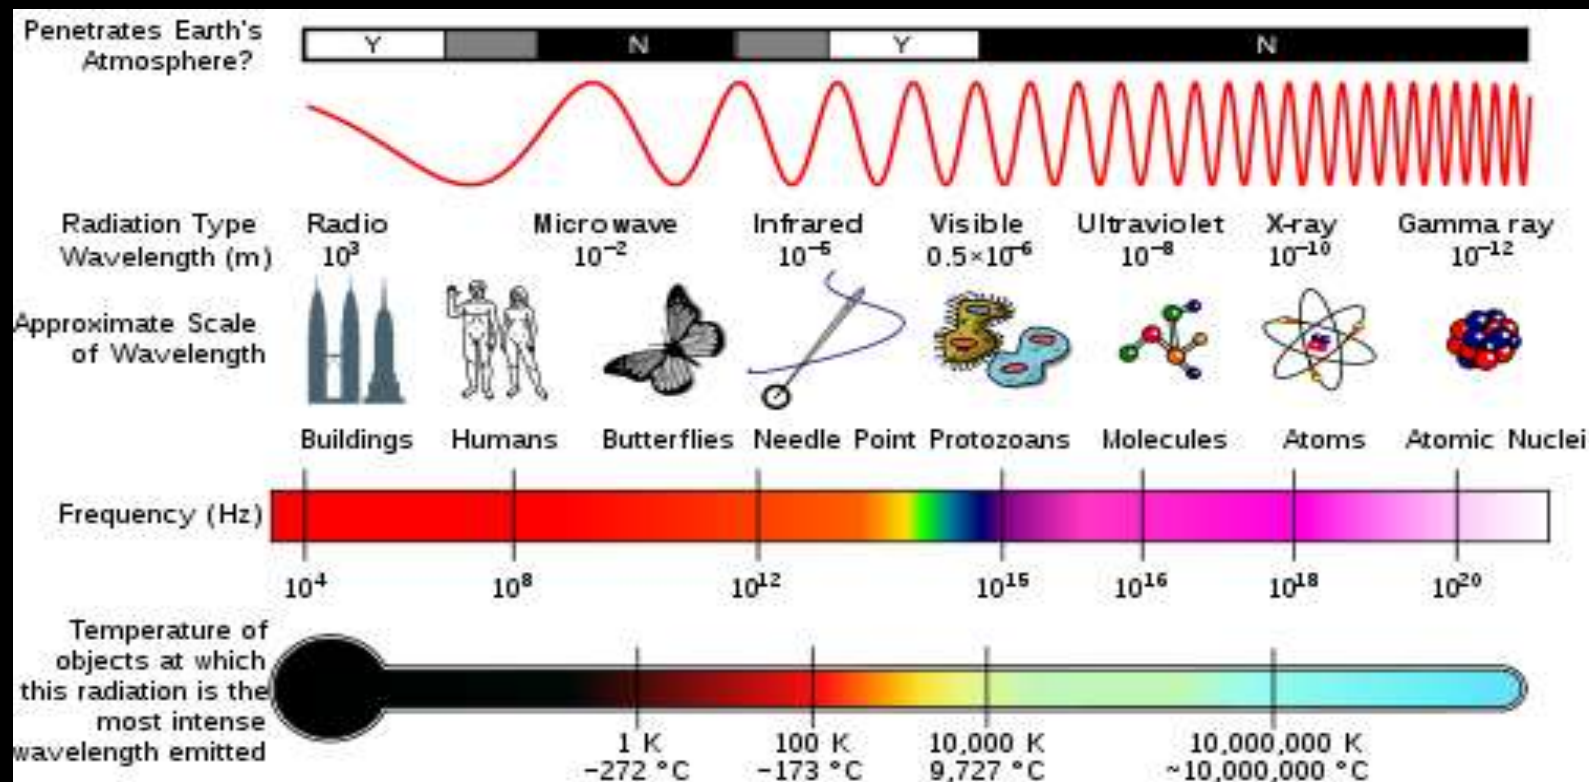 Penetrates Earth's
Atmosphere?
Y N Y N
Radiation Type
Wavelength (m)
Radio Microwave Infrared Visible Ultraviolet X-ray Gamma ray
10³ 10⁻² 10⁻⁵ 0.5×10⁻⁶ 10⁻⁸ 10⁻¹⁰ 10⁻¹²
Approximate Scale
of Wavelength
Buildings Humans Butterflies Needle Point Protozoans Molecules Atoms Atomic Nuclei
Frequency (Hz)
10⁴ 10⁸ 10¹² 10¹⁵ 10¹⁶ 10¹⁸ 10²⁰
Temperature of
objects at which
this radiation is the
most intense
wavelength emitted
1 K 100 K 10,000 K 10,000,000 K
−272 °C −173 °C 9,727 °C ~10,000,000 °C